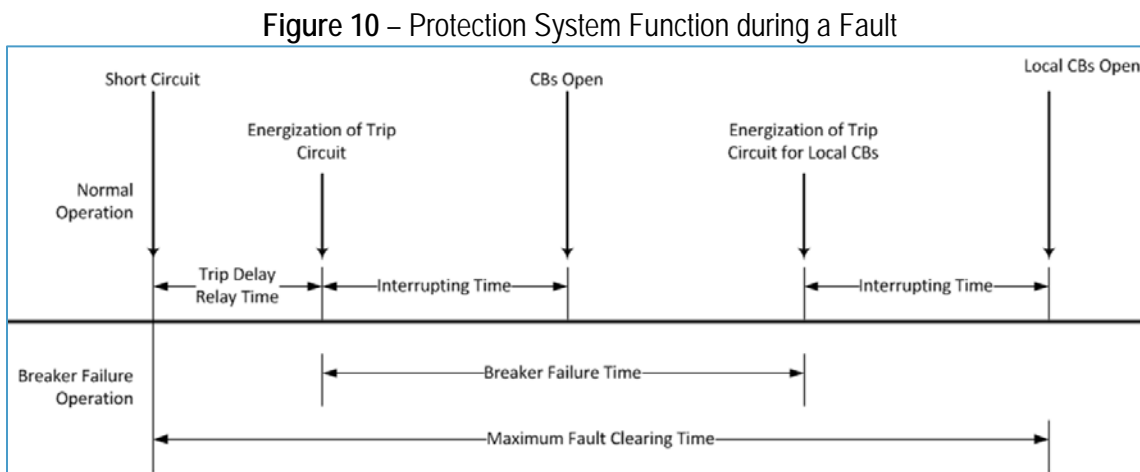 Figure 10 – Protection System Function during a Fault
Short Circuit
CBs Open
Local CBs Open
Energization of Trip
Circuit
Energization of Trip
Circuit for Local CBs
Normal
Operation
Trip Delay
Relay Time
Interrupting Time
Interrupting Time
Breaker Failure
Operation
Breaker Failure Time
Maximum Fault Clearing Time